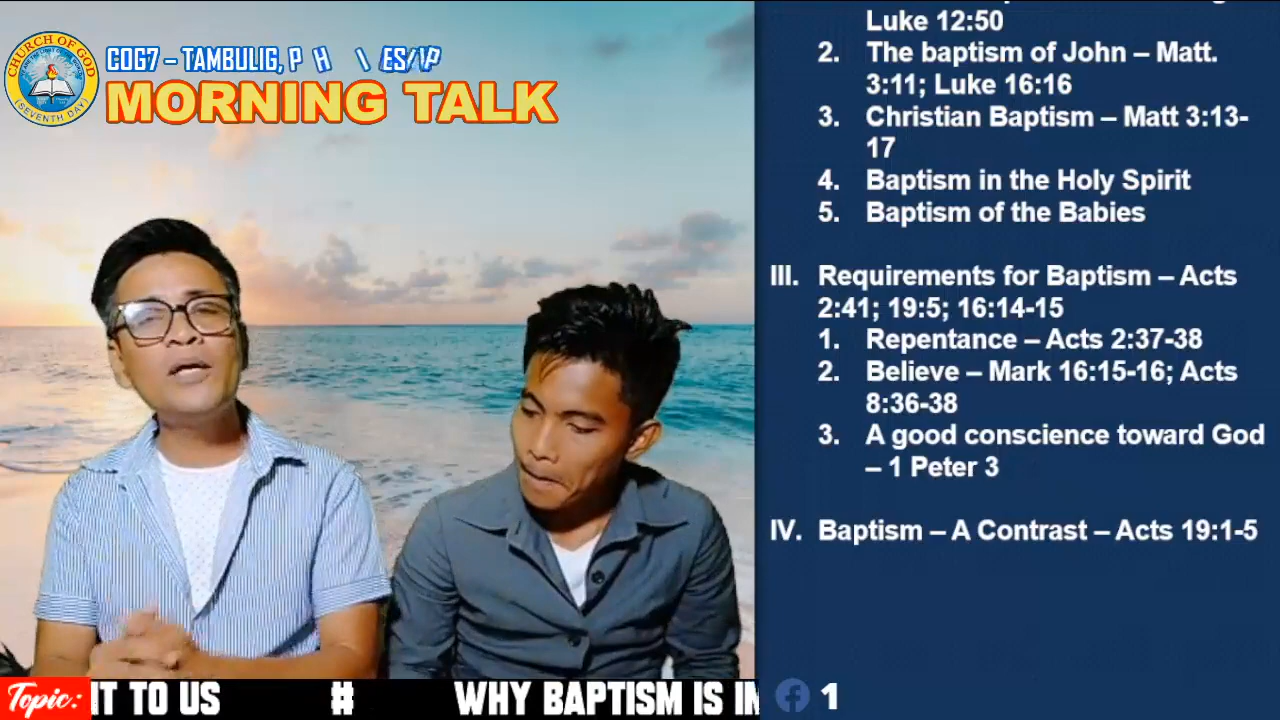 CHURCH OF GOD
(SEVENTH DAY)
COG7 – TAMBULIG, P H I ES/IP
MORNING TALK
Luke 12:50
2. The baptism of John – Matt.
3:11; Luke 16:16
3. Christian Baptism – Matt 3:13-
17
4. Baptism in the Holy Spirit
5. Baptism of the Babies
III. Requirements for Baptism – Acts
2:41; 19:5; 16:14-15
1. Repentance – Acts 2:37-38
2. Believe – Mark 16:15-16; Acts
8:36-38
3. A good conscience toward God
– 1 Peter 3
IV. Baptism – A Contrast – Acts 19:1-5
Topic: IT TO US # WHY BAPTISM IS IN
1